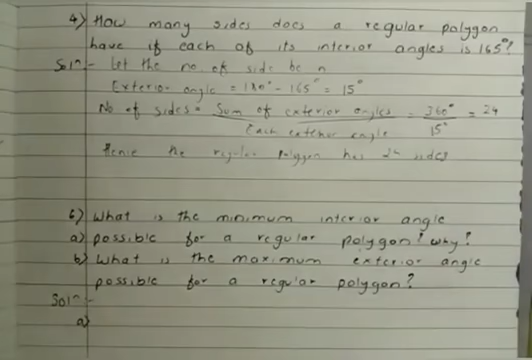 4) How many sides does a regular polygon
have if each of its interior angles is 165°?
Solⁿ:- Let the no. of side be n
Exterior angle = 180° - 165° = 15°
No of sides = Sum of exterior angles = 360° = 24
Each exterior angle 15°
Hence the regular polygon has 24 sides
6) What is the minimum interior angle
a) possible for a regular polygon? why?
b) What is the maximum exterior angle
possible for a regular polygon?
Solⁿ:-
a)